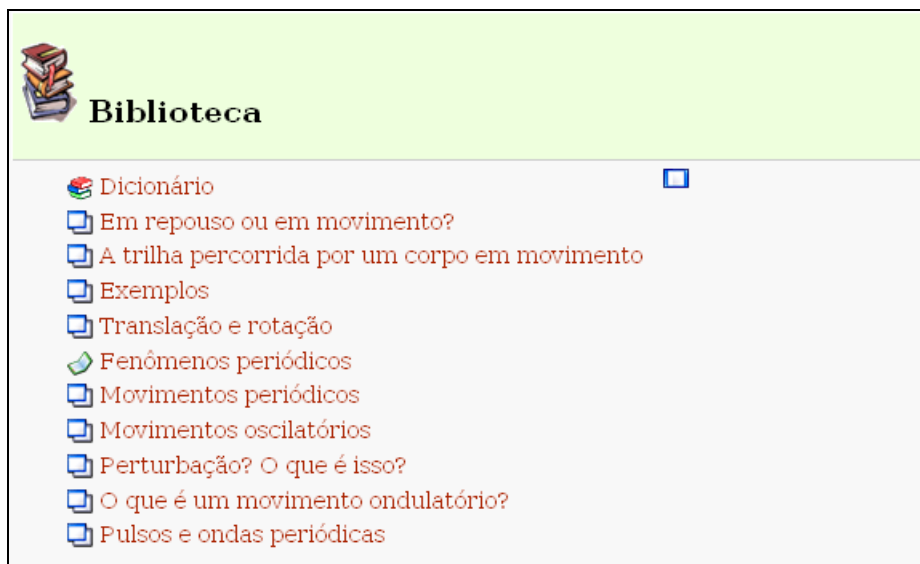 Biblioteca
Dicionário
Em repouso ou em movimento?
A trilha percorrida por um corpo em movimento
Exemplos
Translação e rotação
Fenômenos periódicos
Movimentos periódicos
Movimentos oscilatórios
Perturbação? O que é isso?
O que é um movimento ondulatório?
Pulsos e ondas periódicas